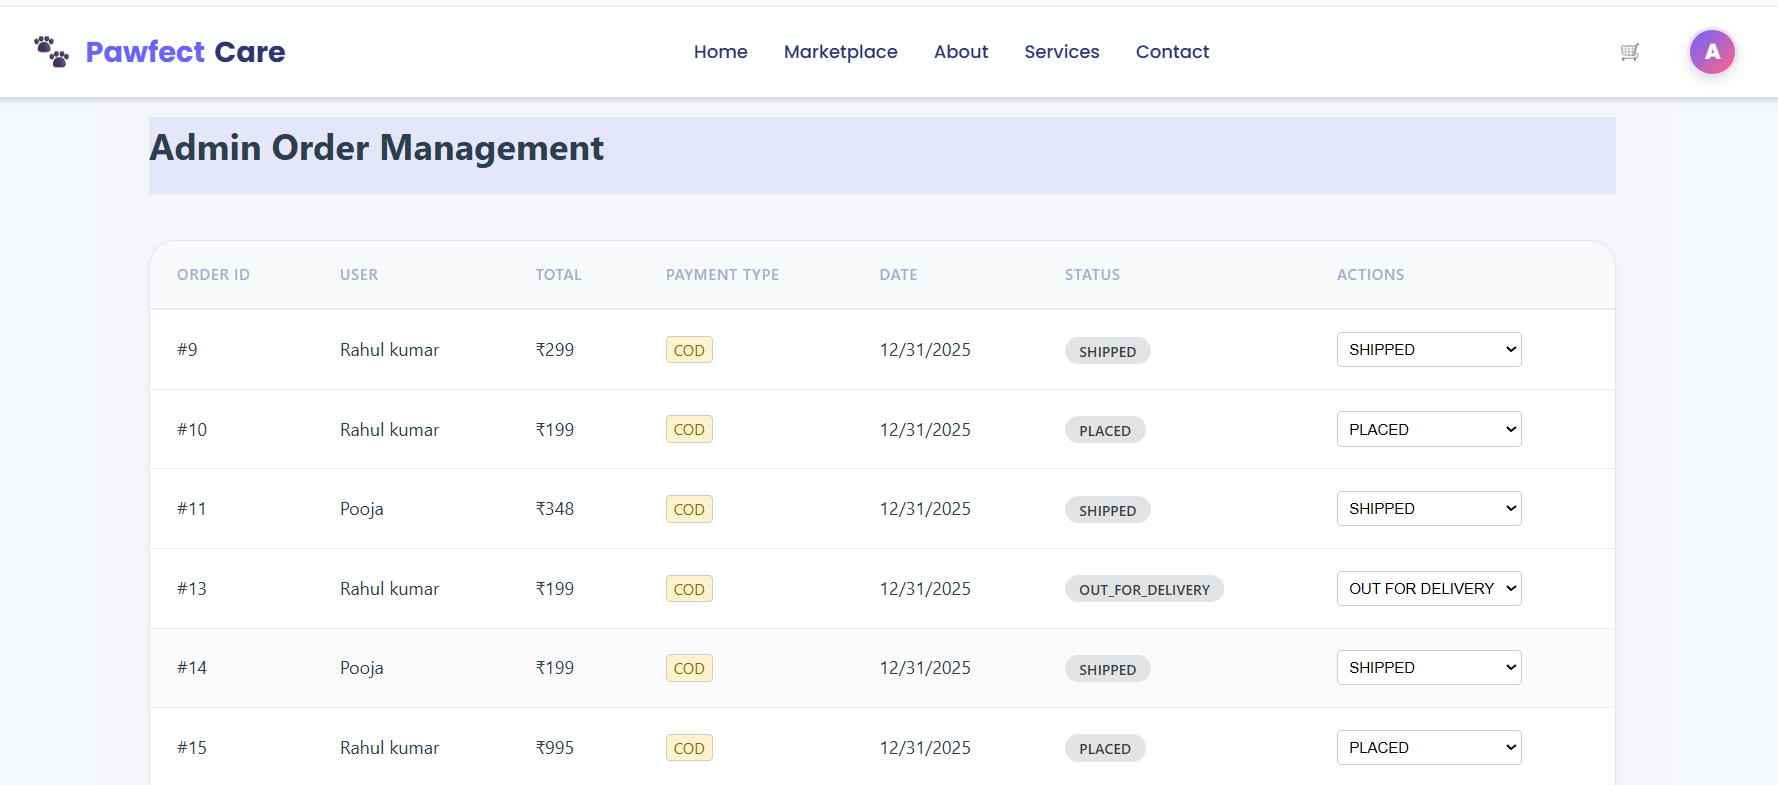 Pawfect Care Home Marketplace About Services Contact A
Admin Order Management
ORDER ID USER TOTAL PAYMENT TYPE DATE STATUS ACTIONS
#9 Rahul kumar ₹299 COD 12/31/2025 SHIPPED SHIPPED
#10 Rahul kumar ₹199 COD 12/31/2025 PLACED PLACED
#11 Pooja ₹348 COD 12/31/2025 SHIPPED SHIPPED
#13 Rahul kumar ₹199 COD 12/31/2025 OUT_FOR_DELIVERY OUT FOR DELIVERY
#14 Pooja ₹199 COD 12/31/2025 SHIPPED SHIPPED
#15 Rahul kumar ₹995 COD 12/31/2025 PLACED PLACED